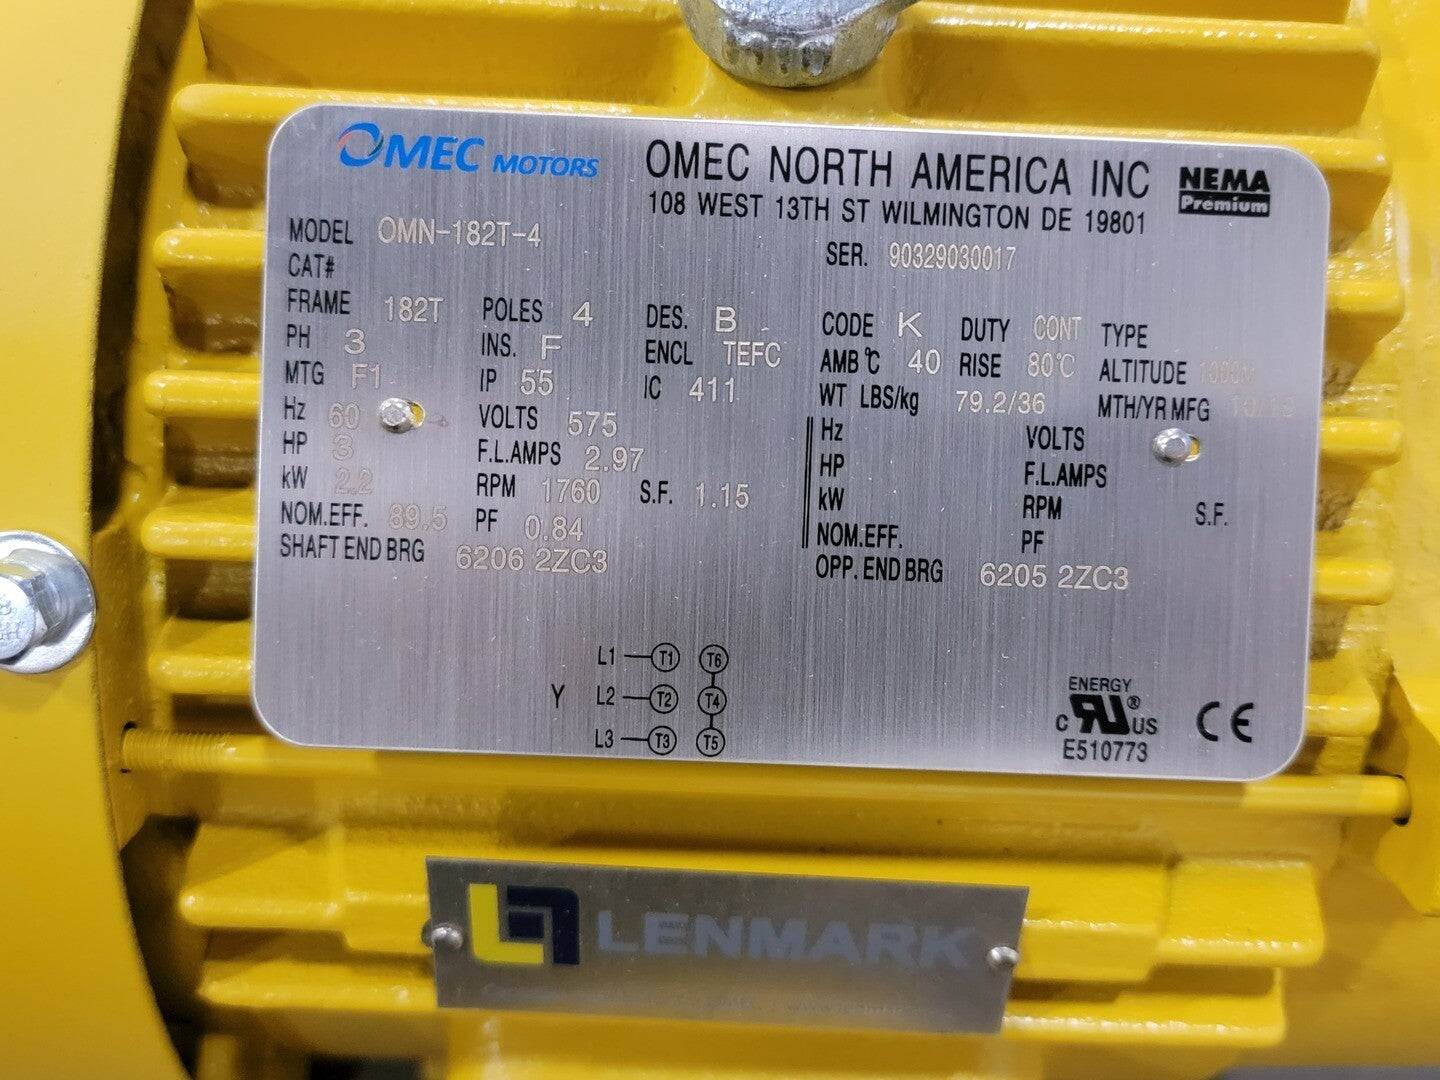 OMEC MOTORS
OMEC NORTH AMERICA INC
108 WEST 13TH ST WILMINGTON DE 19801
NEMA
Premium
MODEL OMN-182T-4
SER. 90329030017
CAT#
FRAME 182T POLES 4 DES. B CODE K DUTY CONT TYPE
PH 3 INS. F ENCL TEFC AMB °C 40 RISE 80°C ALTITUDE 1000M
MTG F1 IP 55 IC 411 WT LBS/kg 79.2/36 MTH/YR MFG
Hz 60 VOLTS 575 Hz VOLTS
HP 3 F.L.AMPS 2.97 HP F.L.AMPS
kW 2.2 RPM 1760 S.F. 1.15 kW RPM S.F.
NOM.EFF. 89.5 PF 0.84 NOM.EFF. PF
SHAFT END BRG 6206 2ZC3 OPP. END BRG 6205 2ZC3
L1 T1 T6
Y L2 T2 T4
L3 T3 T5
ENERGY
C RU ® US
E510773
CE
LENMARK